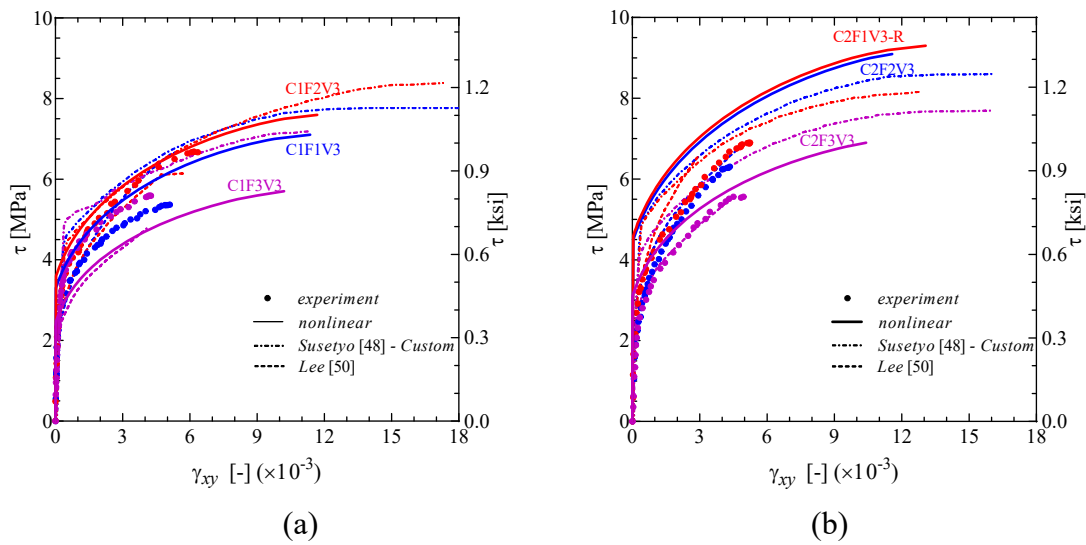 10
8
6
4
2
0
τ [MPa]
1.2
0.9
0.6
0.3
0.0
τ [ksi]
C1F2V3
C1F1V3
C1F3V3
experiment
nonlinear
Susetyo [48] - Custom
Lee [50]
0 3 6 9 12 15 18
γxy [-] (×10⁻³)
(a)
10
8
6
4
2
0
τ [MPa]
1.2
0.9
0.6
0.3
0.0
τ [ksi]
C2F1V3-R
C2F2V3
C2F3V3
experiment
nonlinear
Susetyo [48] - Custom
Lee [50]
0 3 6 9 12 15 18
γxy [-] (×10⁻³)
(b)